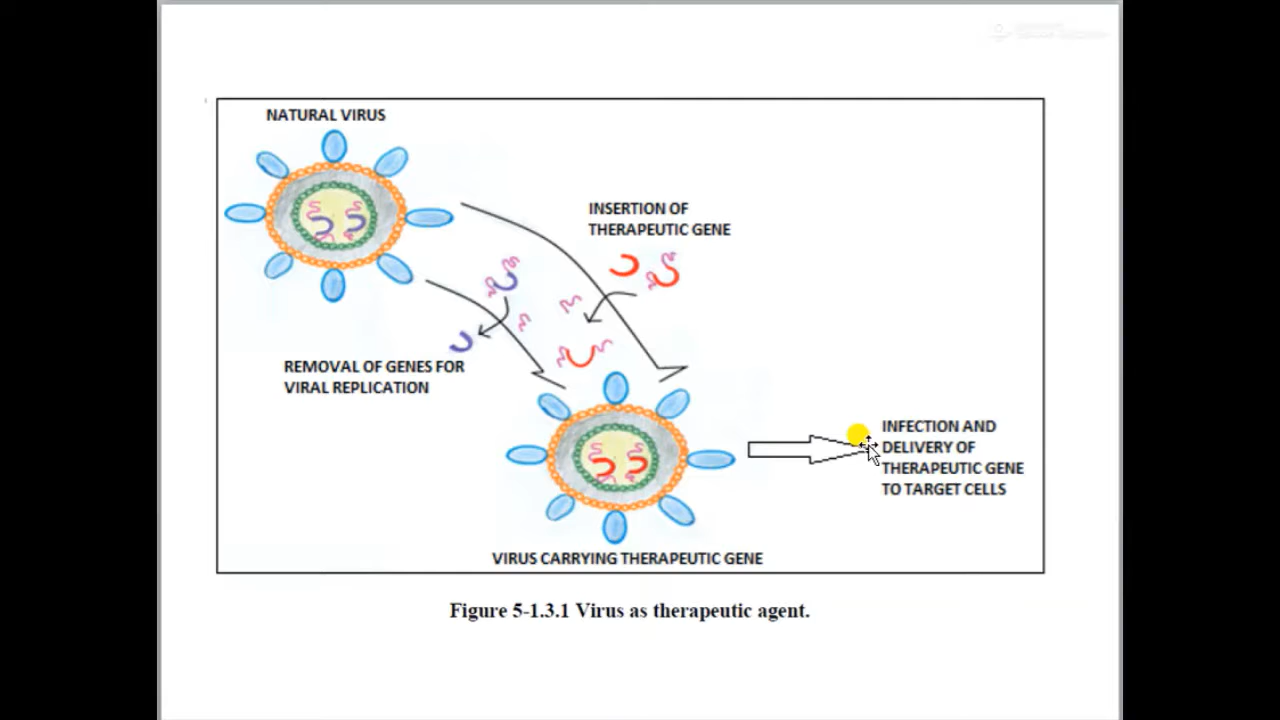 NATURAL VIRUS
INSERTION OF
THERAPEUTIC GENE
REMOVAL OF GENES FOR
VIRAL REPLICATION
INFECTION AND
DELIVERY OF
THERAPEUTIC GENE
TO TARGET CELLS
VIRUS CARRYING THERAPEUTIC GENE
Figure 5-1.3.1 Virus as therapeutic agent.